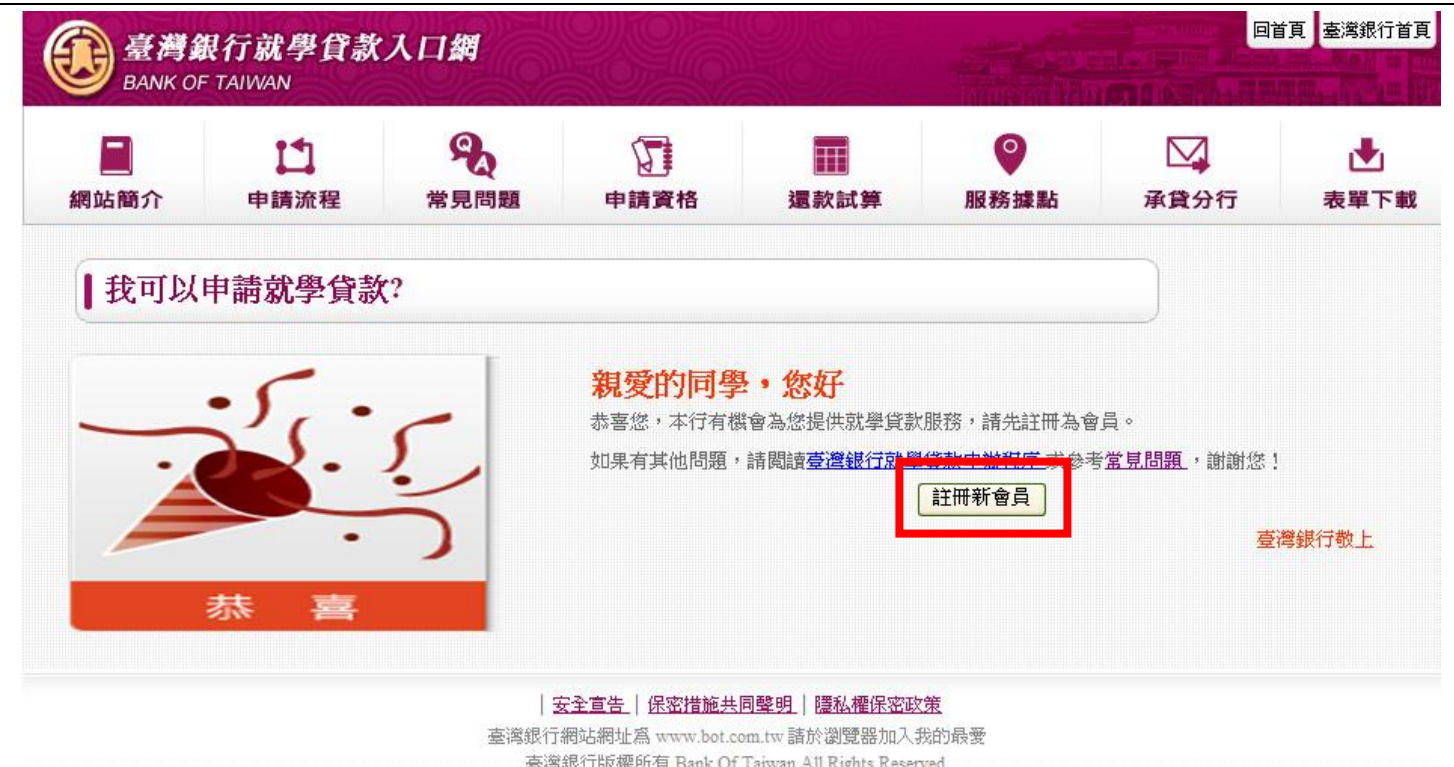 回首頁 臺灣銀行首頁
臺灣銀行就學貸款入口網
BANK OF TAIWAN
網站簡介 申請流程 常見問題 申請資格 還款試算 服務據點 承貸分行 表單下載
我可以申請就學貸款?
親愛的同學，您好
恭喜您，本行有機會為您提供就學貸款服務，請先註冊為會員。
如果有其他問題，請閱讀臺灣銀行就學貸款申辦程序 或參考常見問題 ，謝謝您！
註冊新會員
臺灣銀行敬上
恭 喜
｜安全宣告｜保密措施共同聲明｜隱私權保密政策
臺灣銀行網站網址為 www.bot.com.tw 請於瀏覽器加入我的最愛
臺灣銀行版權所有 Bank Of Taiwan All Rights Reserved